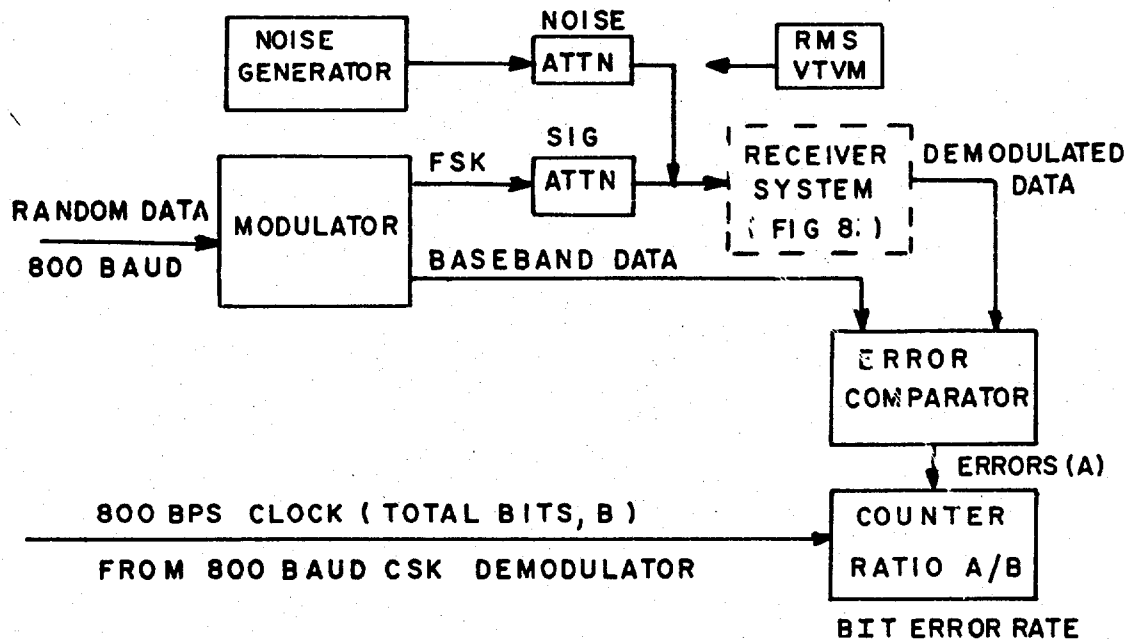 NOISE
GENERATOR
NOISE
ATTN
RMS
VTVM
RANDOM DATA
800 BAUD
MODULATOR
FSK
SIG
ATTN
BASEBAND DATA
RECEIVER
SYSTEM
( FIG 8. )
DEMODULATED
DATA
ERROR
COMPARATOR
ERRORS (A)
800 BPS CLOCK ( TOTAL BITS, B )
FROM 800 BAUD CSK DEMODULATOR
COUNTER
RATIO A/B
BIT ERROR RATE